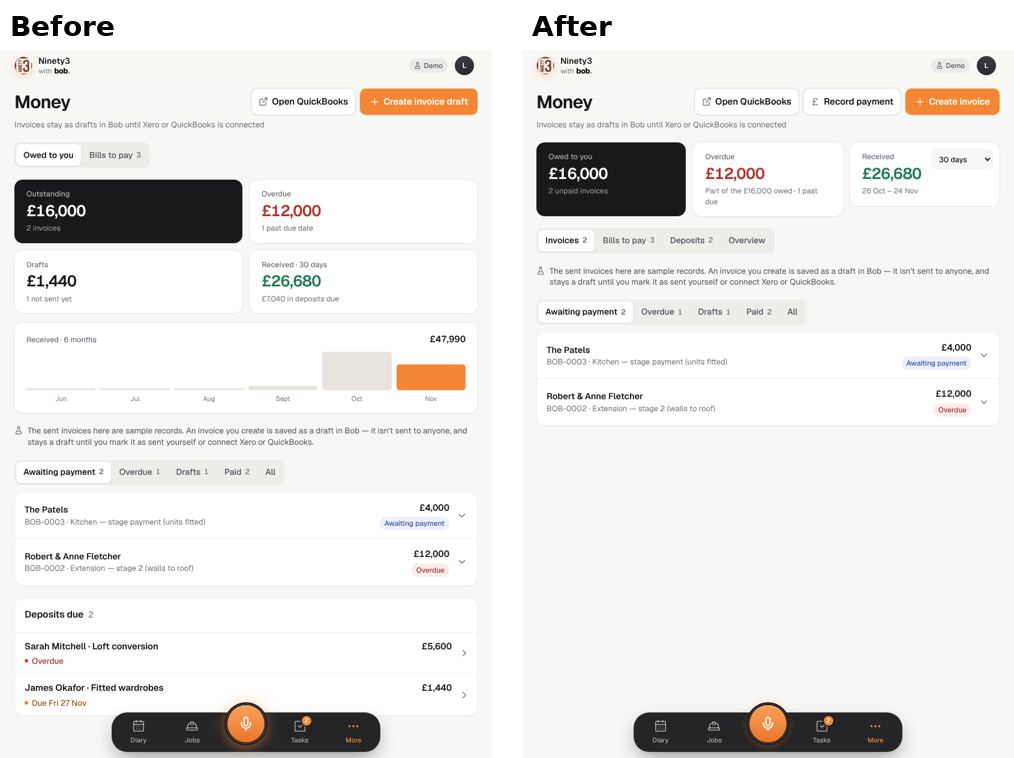 Before
Ninety3
with bob.
Demo
L
Money
Open QuickBooks
+ Create invoice draft
Invoices stay as drafts in Bob until Xero or QuickBooks is connected
Owed to you
Bills to pay 3
Outstanding
£16,000
2 invoices
Overdue
£12,000
1 past due date
Drafts
£1,440
1 not sent yet
Received · 30 days
£26,680
£7,040 in deposits due
Received · 6 months
£47,990
Jun
Jul
Aug
Sept
Oct
Nov
The sent invoices here are sample records. An invoice you create is saved as a draft in Bob — it isn't sent to anyone, and
stays a draft until you mark it as sent yourself or connect Xero or QuickBooks.
Awaiting payment 2
Overdue 1
Drafts 1
Paid 2
All
The Patels
BOB-0003 · Kitchen — stage payment (units fitted)
£4,000
Awaiting payment
Robert & Anne Fletcher
BOB-0002 · Extension — stage 2 (walls to roof)
£12,000
Overdue
Deposits due 2
Sarah Mitchell · Loft conversion
Overdue
£5,600
James Okafor · Fitted wardrobes
Due Fri 27 Nov
£1,440
Diary
Jobs
2
Tasks
More
After
Ninety3
with bob.
Demo
L
Money
Open QuickBooks
£ Record payment
+ Create invoice
Invoices stay as drafts in Bob until Xero or QuickBooks is connected
Owed to you
£16,000
2 unpaid invoices
Overdue
£12,000
Part of the £16,000 owed · 1 past
due
Received
30 days
£26,680
26 Oct – 24 Nov
Invoices 2
Bills to pay 3
Deposits 2
Overview
The sent invoices here are sample records. An invoice you create is saved as a draft in Bob — it isn't sent to anyone, and
stays a draft until you mark it as sent yourself or connect Xero or QuickBooks.
Awaiting payment 2
Overdue 1
Drafts 1
Paid 2
All
The Patels
BOB-0003 · Kitchen — stage payment (units fitted)
£4,000
Awaiting payment
Robert & Anne Fletcher
BOB-0002 · Extension — stage 2 (walls to roof)
£12,000
Overdue
Diary
Jobs
2
Tasks
More